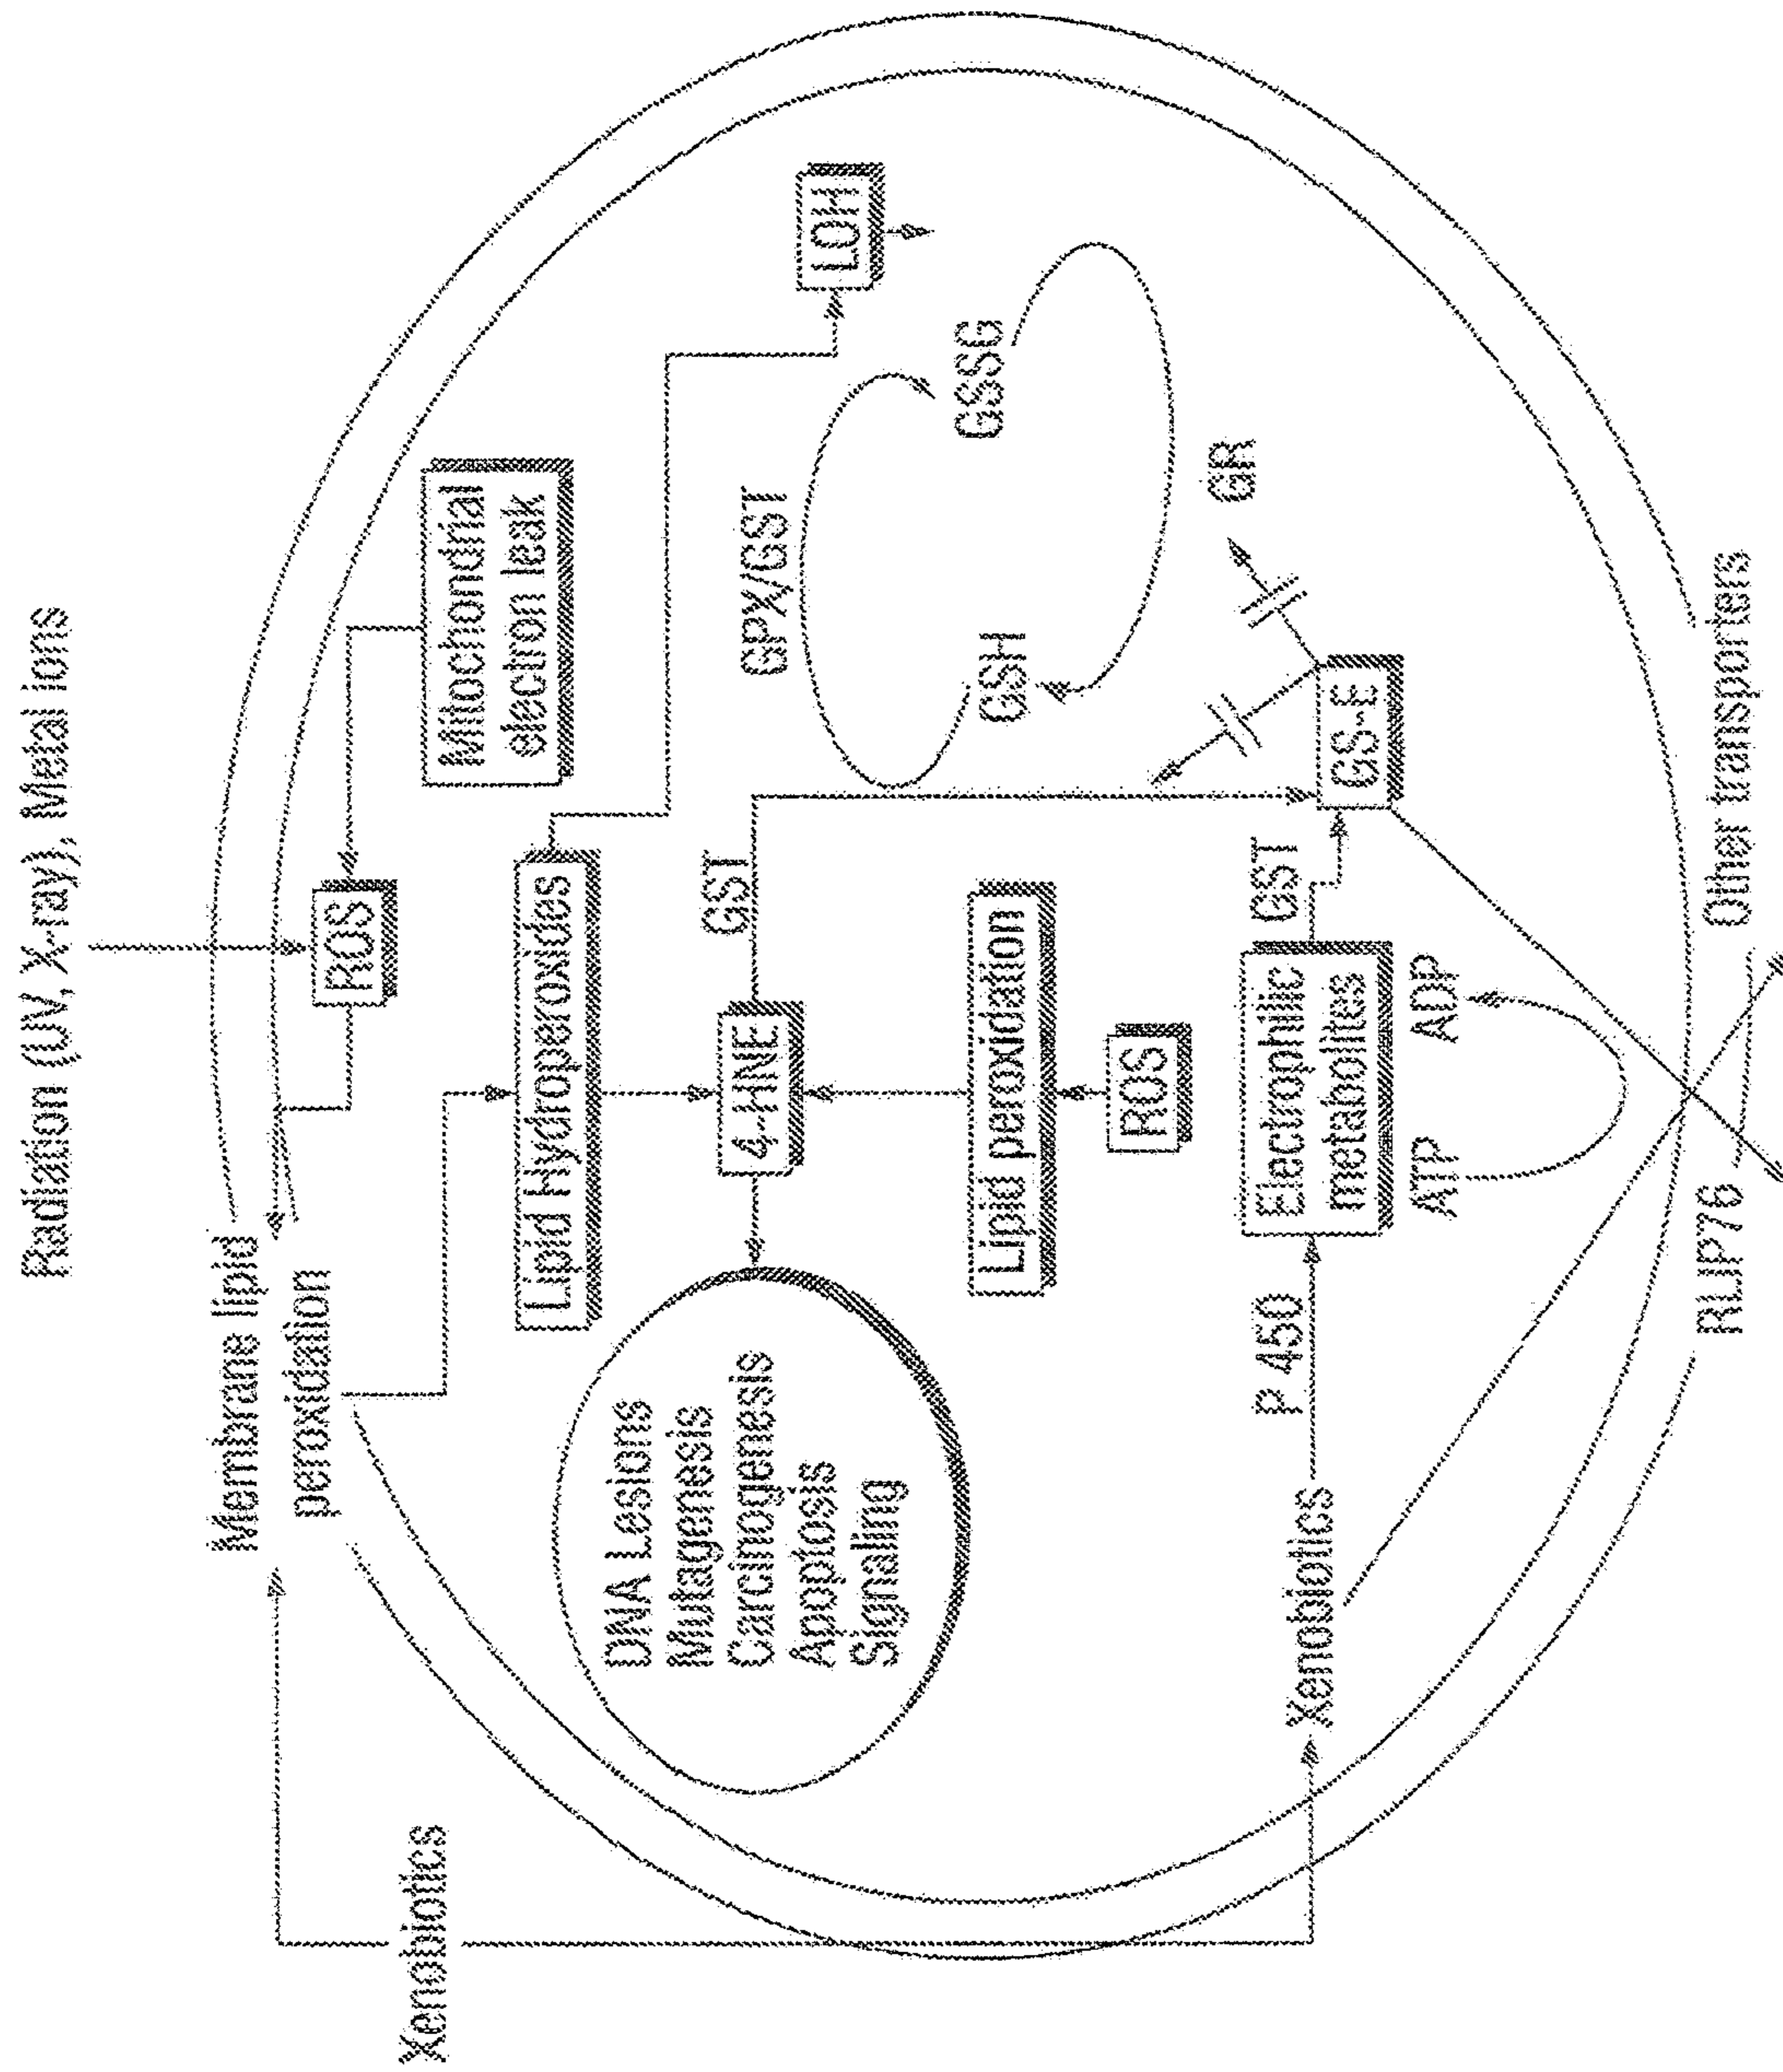 Radiation (UV, X-ray), Metal ions
Xenobiotics
Membrane lipid
peroxidation
ROS
Mitochondrial
electron leak
Lipid Hydroperoxides
LOH
DNA Lesions
Mutagenesis
Carcinogenesis
Apoptosis
Signaling
4-HNE
GST
GPX/GST
GSH
GSSG
GR
Lipid peroxidation
ROS
Xenobiotics
P 450
Electrophilic
metabolites
GST
GS-E
ATP
ADP
RLIP76
Other transporters